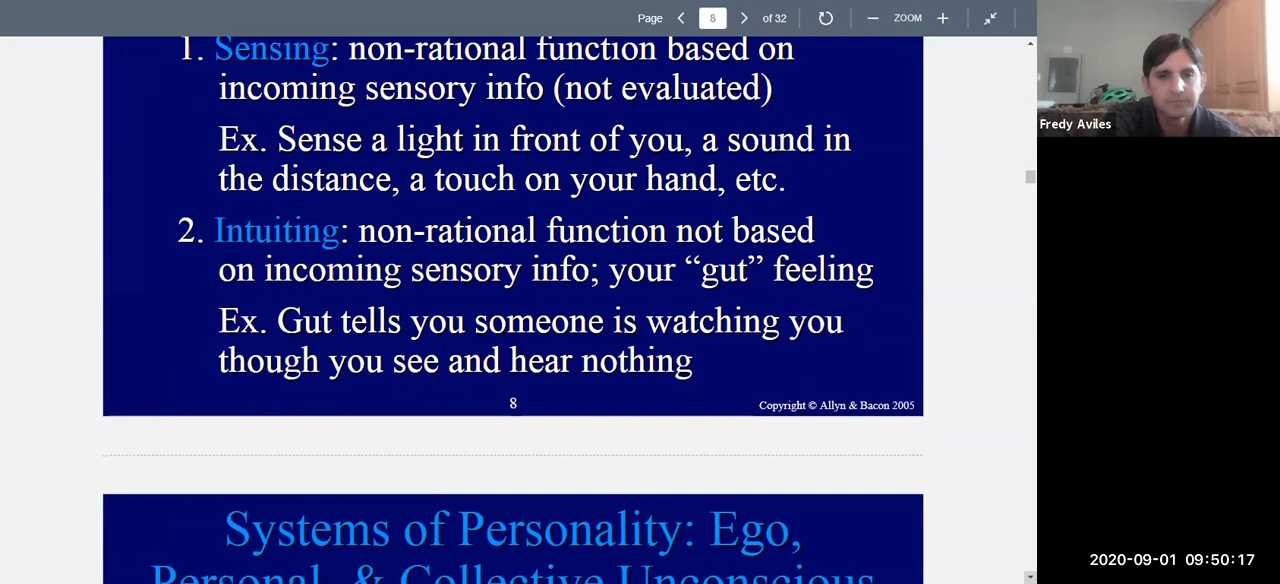 Page 8 of 32 ZOOM
1. Sensing: non-rational function based on
incoming sensory info (not evaluated)
Ex. Sense a light in front of you, a sound in
the distance, a touch on your hand, etc.
2. Intuiting: non-rational function not based
on incoming sensory info; your “gut” feeling
Ex. Gut tells you someone is watching you
though you see and hear nothing
8
Copyright © Allyn & Bacon 2005
Systems of Personality: Ego,
Personal, & Collective Unconscious
Fredy Aviles
2020-09-01 09:50:17